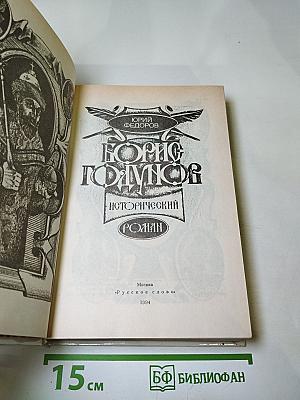 ЮРИЙ
ФЕДОРОВ
БОРИС
ГОДУНОВ
ИСТОРИЧЕСКИЙ
РОМАН
Москва
«Русское слово»
1994
15 см
БФ БИБЛИОФАН